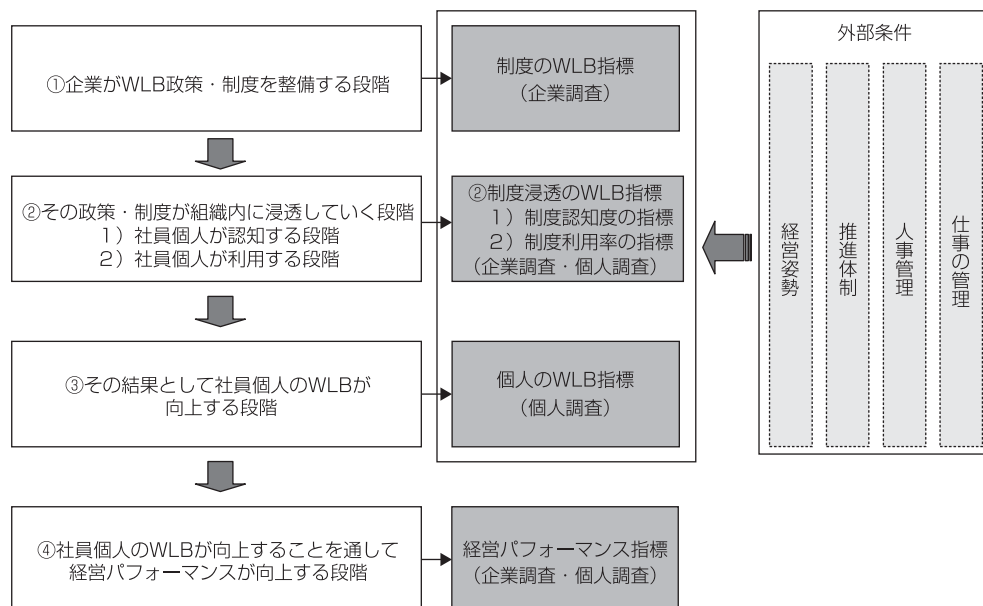 ①企業がWLB政策・制度を整備する段階
制度のWLB指標
（企業調査）
②その政策・制度が組織内に浸透していく段階
１）社員個人が認知する段階
２）社員個人が利用する段階
②制度浸透のWLB指標
１）制度認知度の指標
２）制度利用率の指標
（企業調査・個人調査）
③その結果として社員個人のWLBが
向上する段階
個人のWLB指標
（個人調査）
④社員個人のWLBが向上することを通して
経営パフォーマンスが向上する段階
経営パフォーマンス指標
（企業調査・個人調査）
外部条件
経営姿勢
推進体制
人事管理
仕事の管理